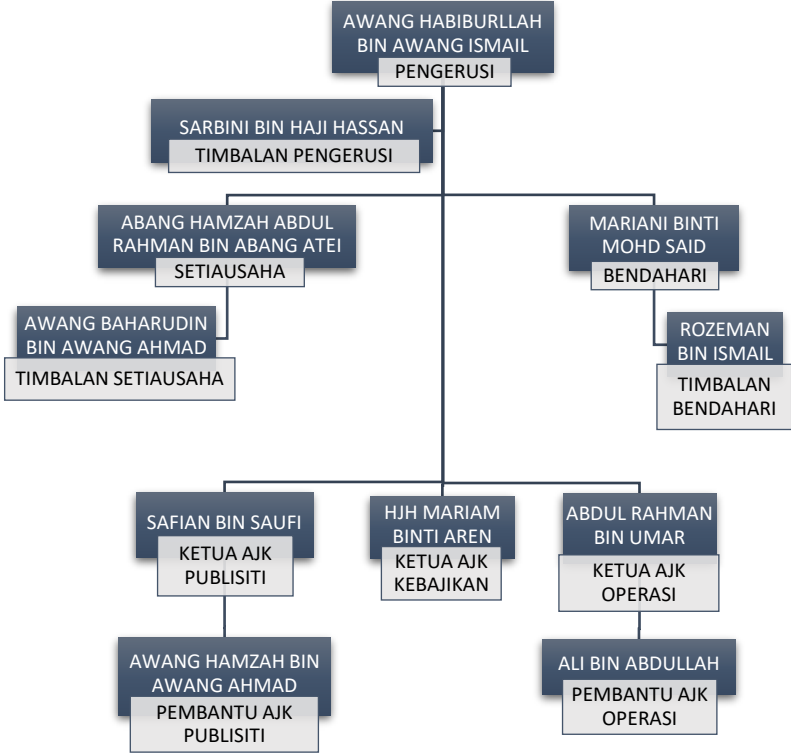 AWANG HABIBURLLAH
BIN AWANG ISMAIL
PENGERUSI
SARBINI BIN HAJI HASSAN
TIMBALAN PENGERUSI
ABANG HAMZAH ABDUL
RAHMAN BIN ABANG ATEI
SETIAUSAHA
MARIANI BINTI
MOHD SAID
BENDAHARI
AWANG BAHARUDIN
BIN AWANG AHMAD
TIMBALAN SETIAUSAHA
ROZEMAN
BIN ISMAIL
TIMBALAN
BENDAHARI
SAFIAN BIN SAUFI
KETUA AJK
PUBLISITI
HJH MARIAM
BINTI AREN
KETUA AJK
KEBAJIKAN
ABDUL RAHMAN
BIN UMAR
KETUA AJK
OPERASI
AWANG HAMZAH BIN
AWANG AHMAD
PEMBANTU AJK
PUBLISITI
ALI BIN ABDULLAH
PEMBANTU AJK
OPERASI